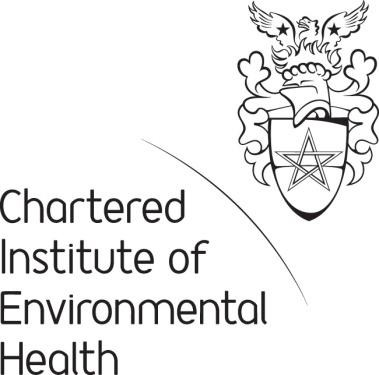 Chartered
Institute of
Environmental
Health